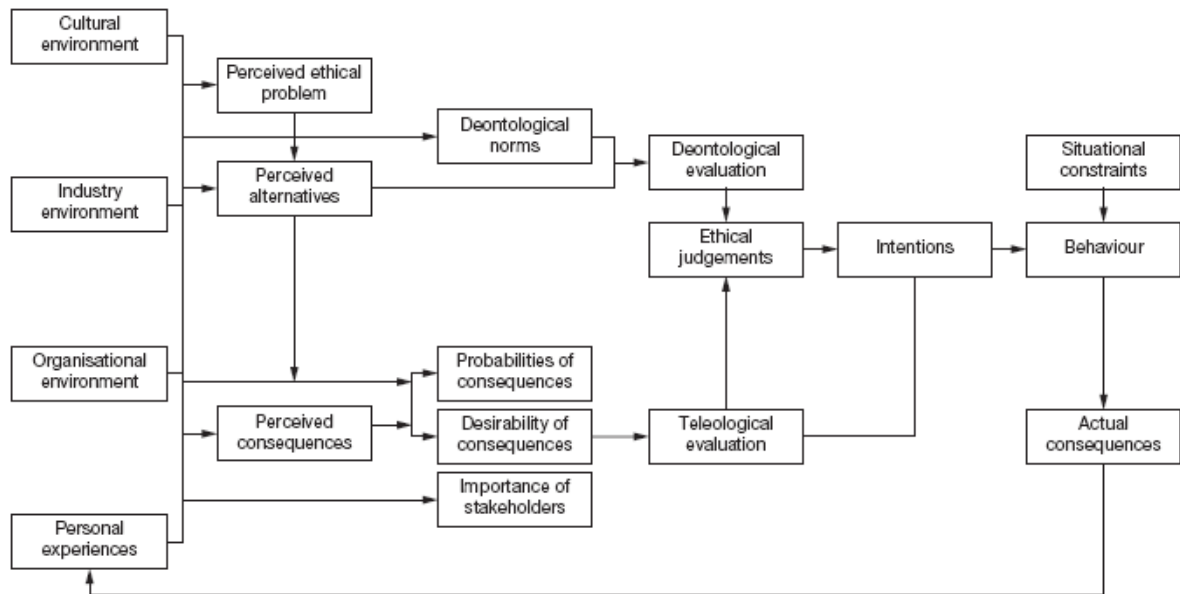 Cultural
environment
Perceived ethical
problem
Deontological
norms
Deontological
evaluation
Situational
constraints
Industry
environment
Perceived
alternatives
Ethical
judgements
Intentions
Behaviour
Organisational
environment
Probabilities of
consequences
Perceived
consequences
Desirability of
consequences
Teleological
evaluation
Actual
consequences
Importance of
stakeholders
Personal
experiences